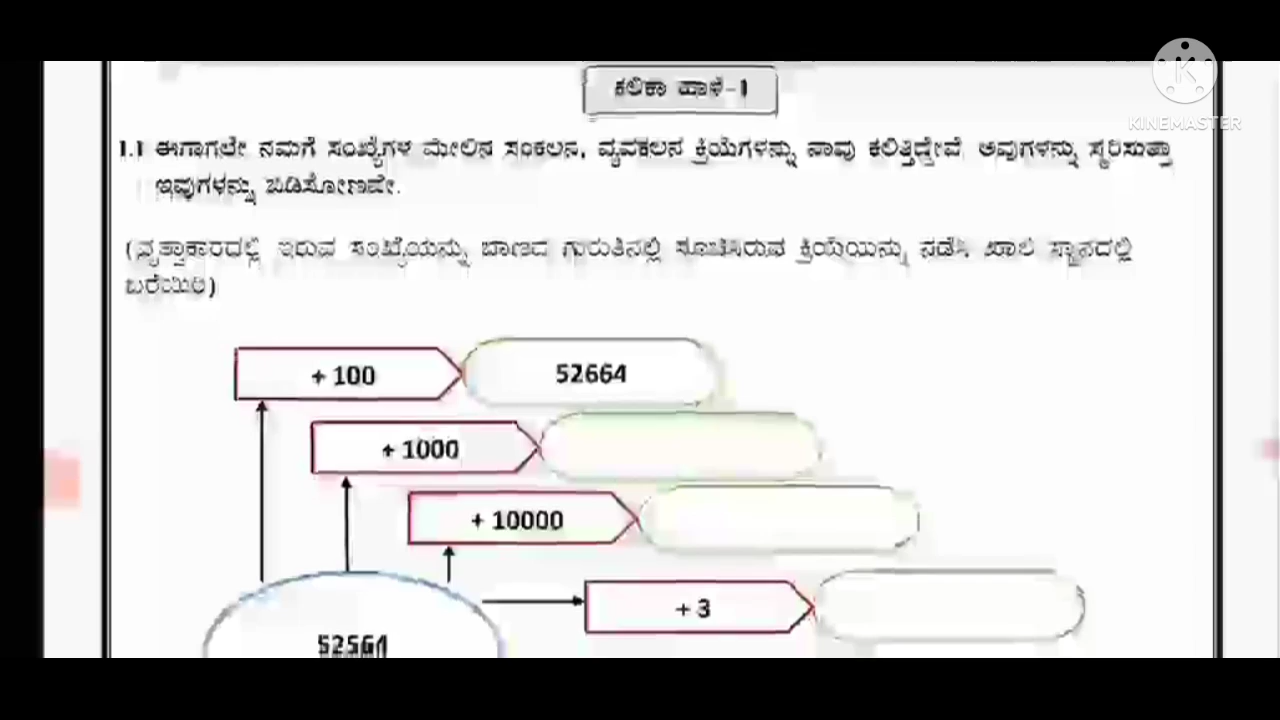 KINEMASTER
ಕಲಿಕಾ ಹಾಳೆ-1
1.1 ಈಗಾಗಲೇ ನಮಗೆ ಸಂಖ್ಯೆಗಳ ಮೇಲಿನ ಸಂಕಲನ, ವ್ಯವಕಲನ ಕ್ರಿಯೆಗಳನ್ನು ನಾವು ಕಲಿತಿದ್ದೇವೆ. ಅವುಗಳನ್ನು ಸ್ಮರಿಸುತ್ತಾ
ಇವುಗಳನ್ನು ಬಿಡಿಸೋಣವೇ.
(ವೃತ್ತಾಕಾರದಲ್ಲಿ ಇರುವ ಸಂಖ್ಯೆಯನ್ನು ಬಾಣದ ಗುರುತಿನಲ್ಲಿ ಸೂಚಿಸಿರುವ ಕ್ರಿಯೆಯನ್ನು ನಡೆಸಿ ಖಾಲಿ ಸ್ಥಾನದಲ್ಲಿ
ಬರೆಯಿರಿ)
+ 100 52664
+ 1000
+ 10000
+ 3
52564